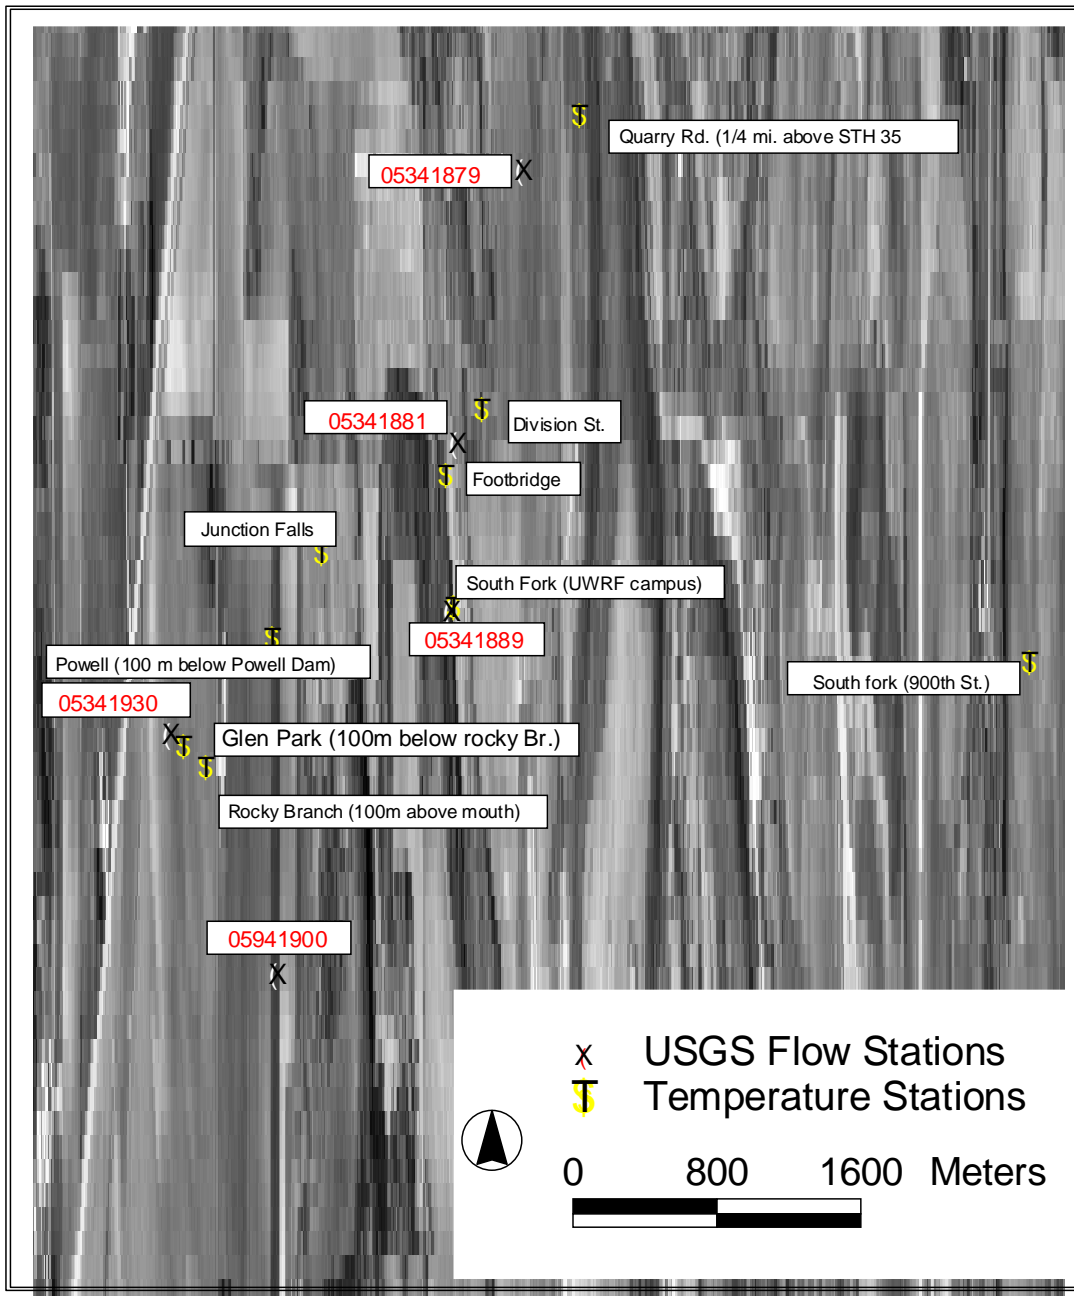 Quarry Rd. (1/4 mi. above STH 35
05341879
05341881
Division St.
Footbridge
Junction Falls
South Fork (UWRF campus)
05341889
Powell (100 m below Powell Dam)
South fork (900th St.)
05341930
Glen Park (100m below rocky Br.)
Rocky Branch (100m above mouth)
05941900
USGS Flow Stations
Temperature Stations
0 800 1600 Meters